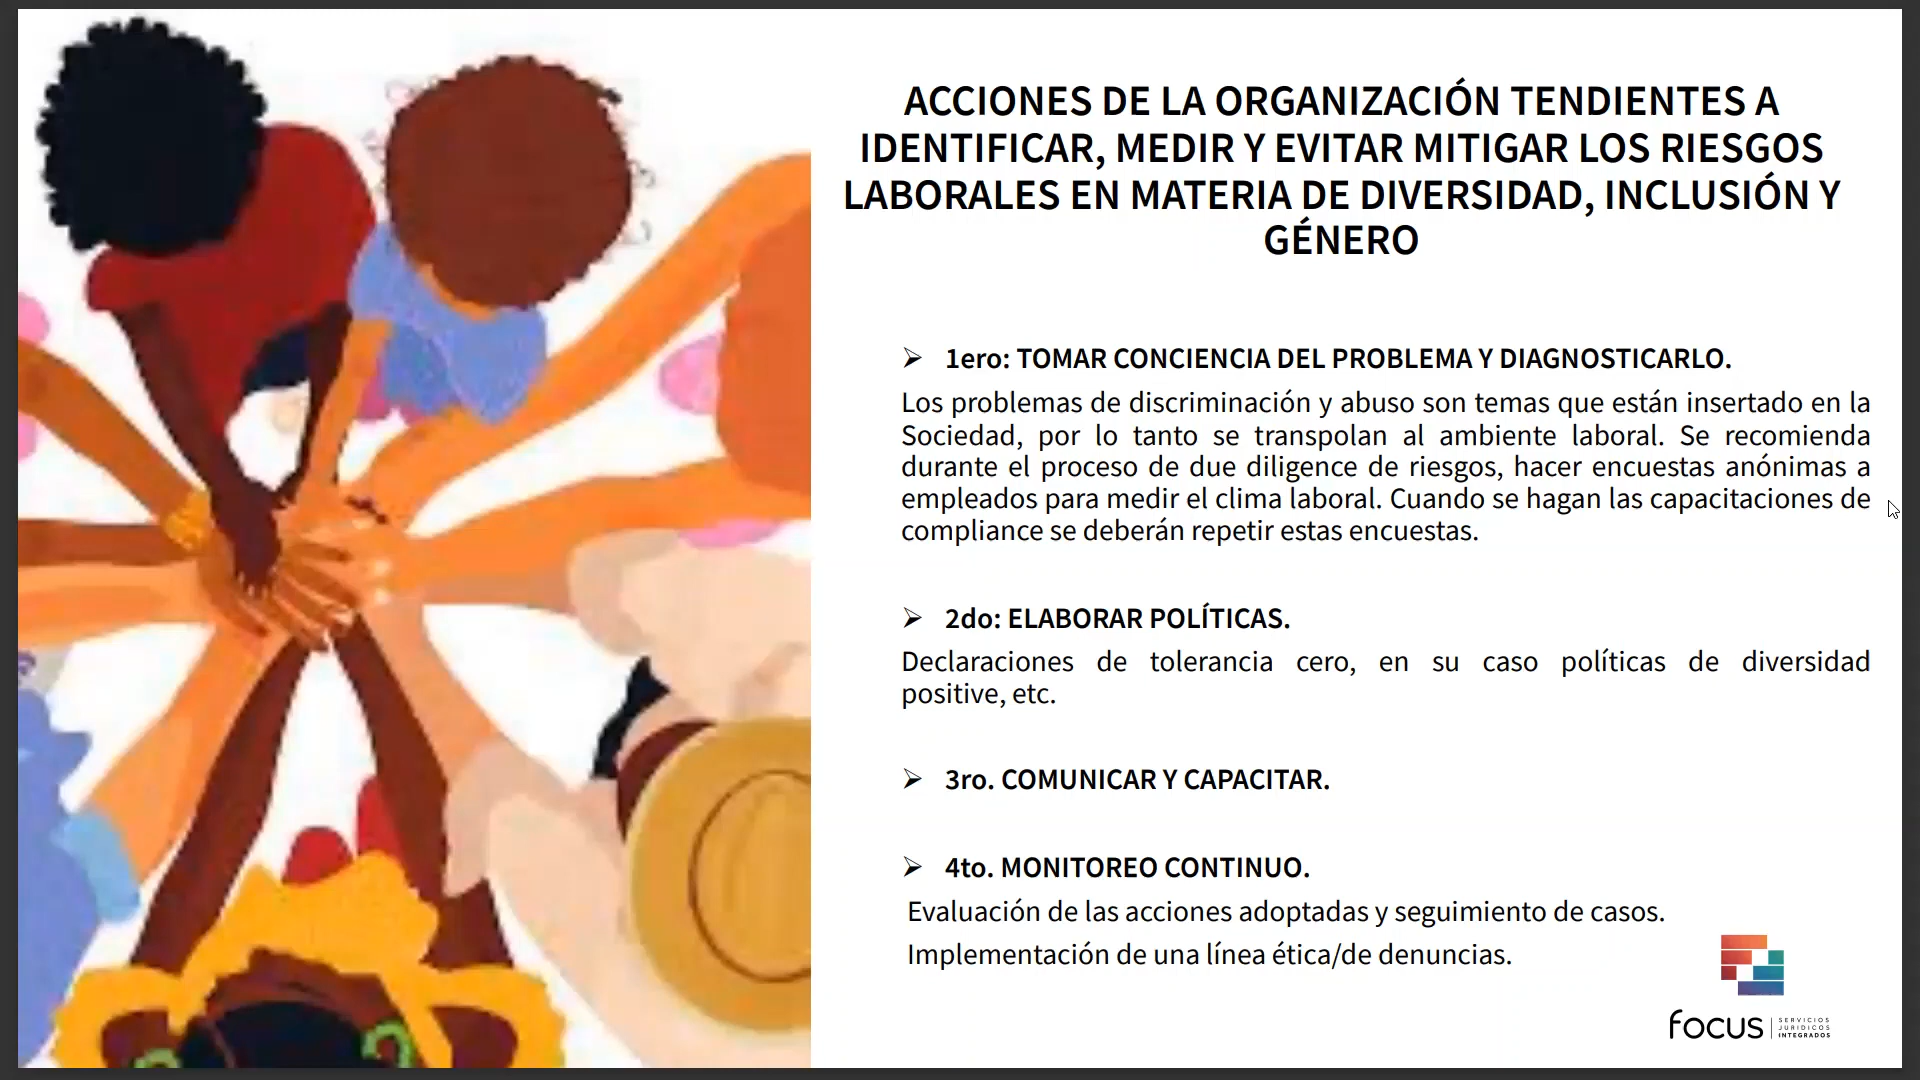 ACCIONES DE LA ORGANIZACIÓN TENDIENTES A
IDENTIFICAR, MEDIR Y EVITAR MITIGAR LOS RIESGOS
LABORALES EN MATERIA DE DIVERSIDAD, INCLUSIÓN Y
GÉNERO
➢ 1ero: TOMAR CONCIENCIA DEL PROBLEMA Y DIAGNOSTICARLO.
Los problemas de discriminación y abuso son temas que están insertado en la
Sociedad, por lo tanto se transpolan al ambiente laboral. Se recomienda
durante el proceso de due diligence de riesgos, hacer encuestas anónimas a
empleados para medir el clima laboral. Cuando se hagan las capacitaciones de
compliance se deberán repetir estas encuestas.
➢ 2do: ELABORAR POLÍTICAS.
Declaraciones de tolerancia cero, en su caso políticas de diversidad
positive, etc.
➢ 3ro. COMUNICAR Y CAPACITAR.
➢ 4to. MONITOREO CONTINUO.
Evaluación de las acciones adoptadas y seguimiento de casos.
Implementación de una línea ética/de denuncias.
focus
SERVICIOS
JURIDICOS
INTEGRADOS